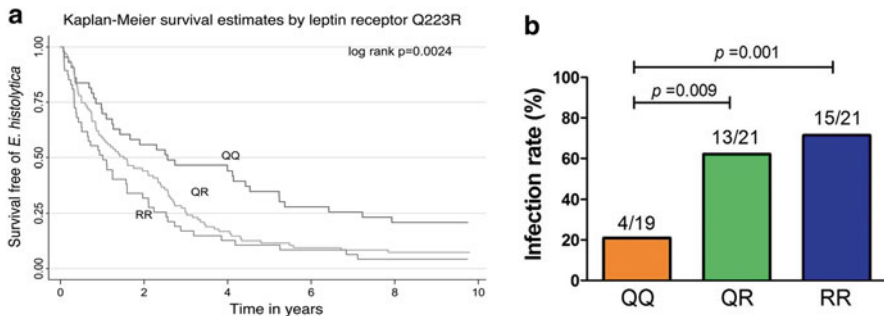 a
Kaplan-Meier survival estimates by leptin receptor Q223R
log rank p=0.0024
Survival free of E. histolytica
1.00
0.75
0.50
0.25
0.00
QQ
QR
RR
0 2 4 6 8 10
Time in years
b
p =0.001
p =0.009
Infection rate (%)
100
80
60
40
20
0
4/19
13/21
15/21
QQ QR RR